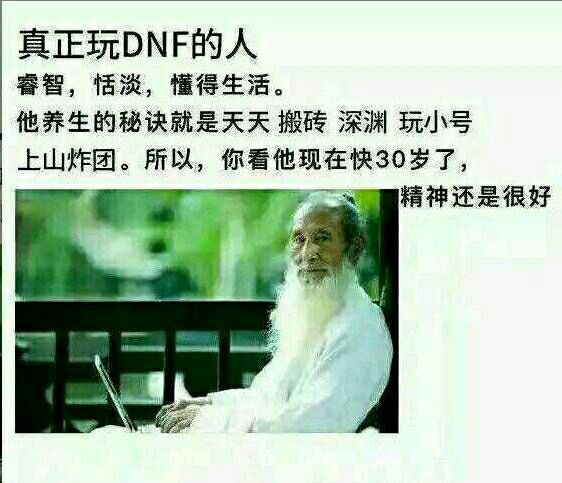 真正玩DNF的人
睿智，恬淡，懂得生活。
他养生的秘诀就是天天 搬砖 深渊 玩小号
上山炸团。所以，你看他现在快30岁了，
精神还是很好